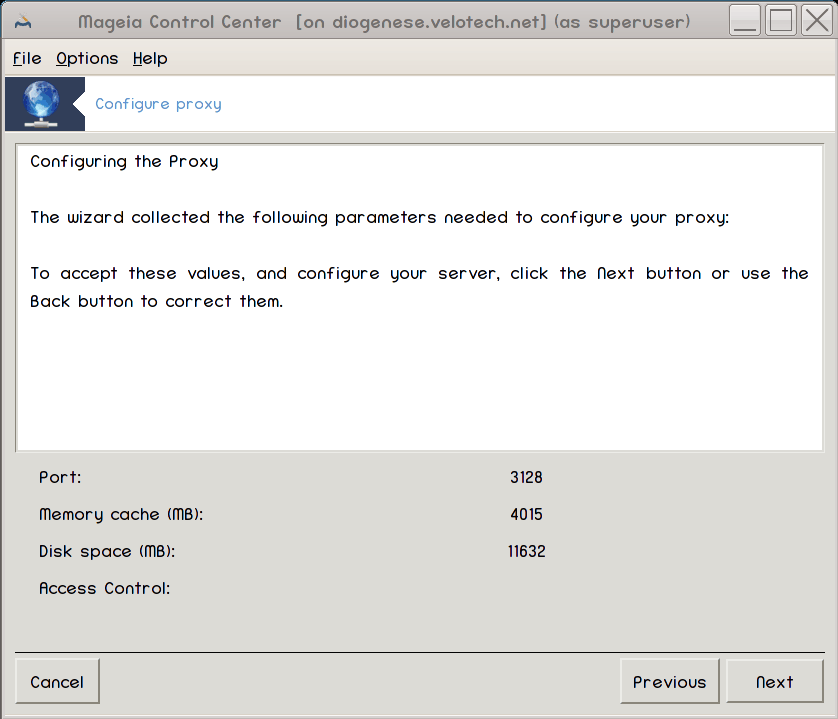 Mageia Control Center [on diogenese.velotech.net] (as superuser)
File Options Help
Configure proxy
Configuring the Proxy
The wizard collected the following parameters needed to configure your proxy:
To accept these values, and configure your server, click the Next button or use the
Back button to correct them.
Port: 3128
Memory cache (MB): 4015
Disk space (MB): 11632
Access Control:
Cancel Previous Next